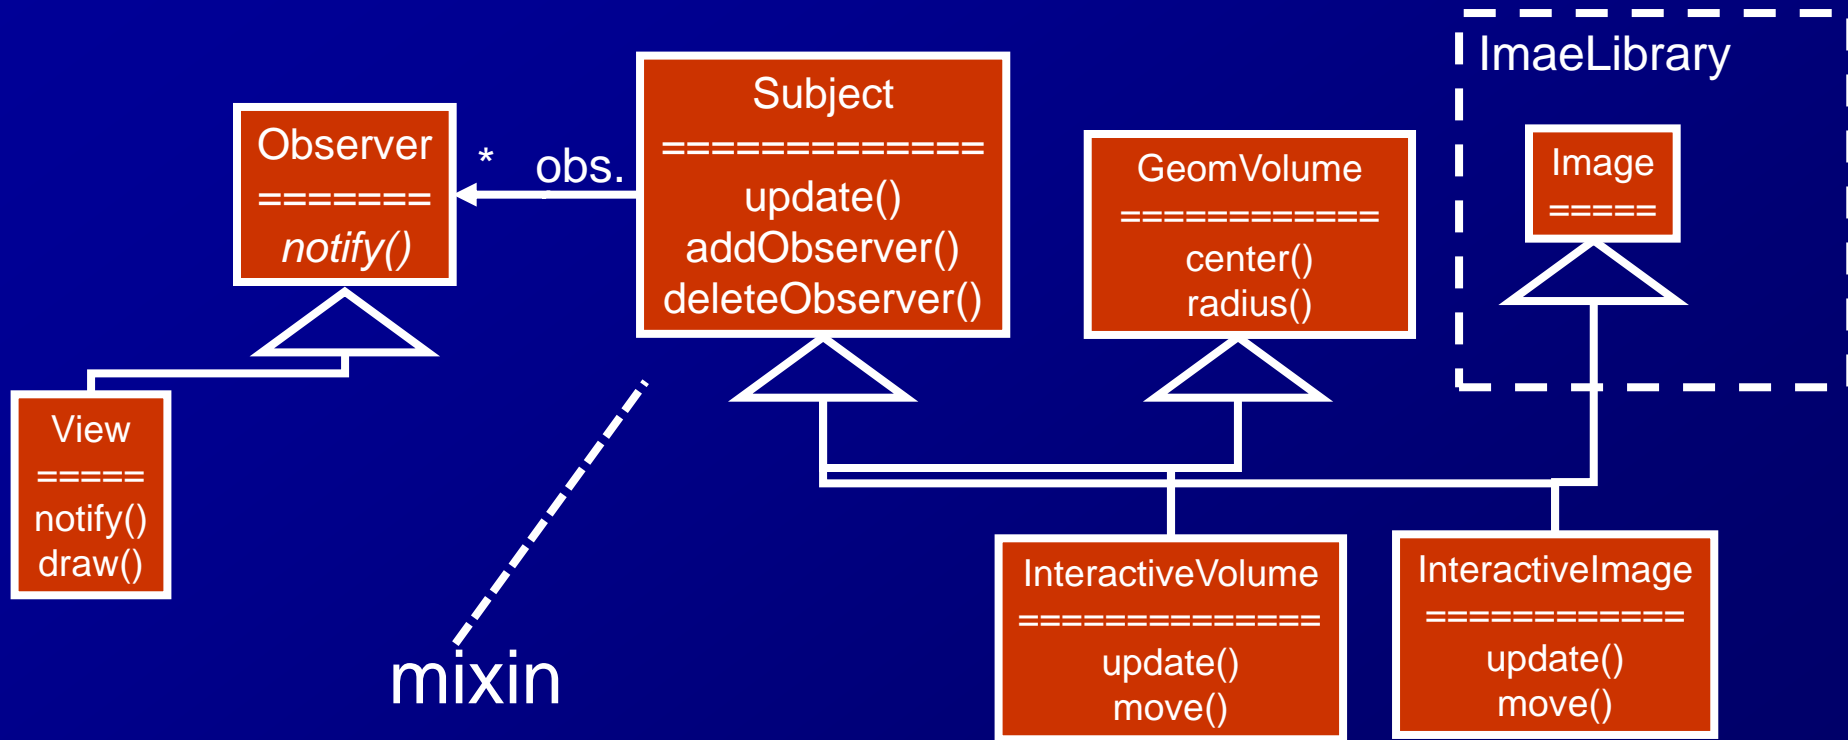 ImaeLibrary
Observer
=======
notify()
* obs.
Subject
=============
update()
addObserver()
deleteObserver()
GeomVolume
============
center()
radius()
Image
=====
View
=====
notify()
draw()
mixin
InteractiveVolume
==============
update()
move()
InteractiveImage
============
update()
move()